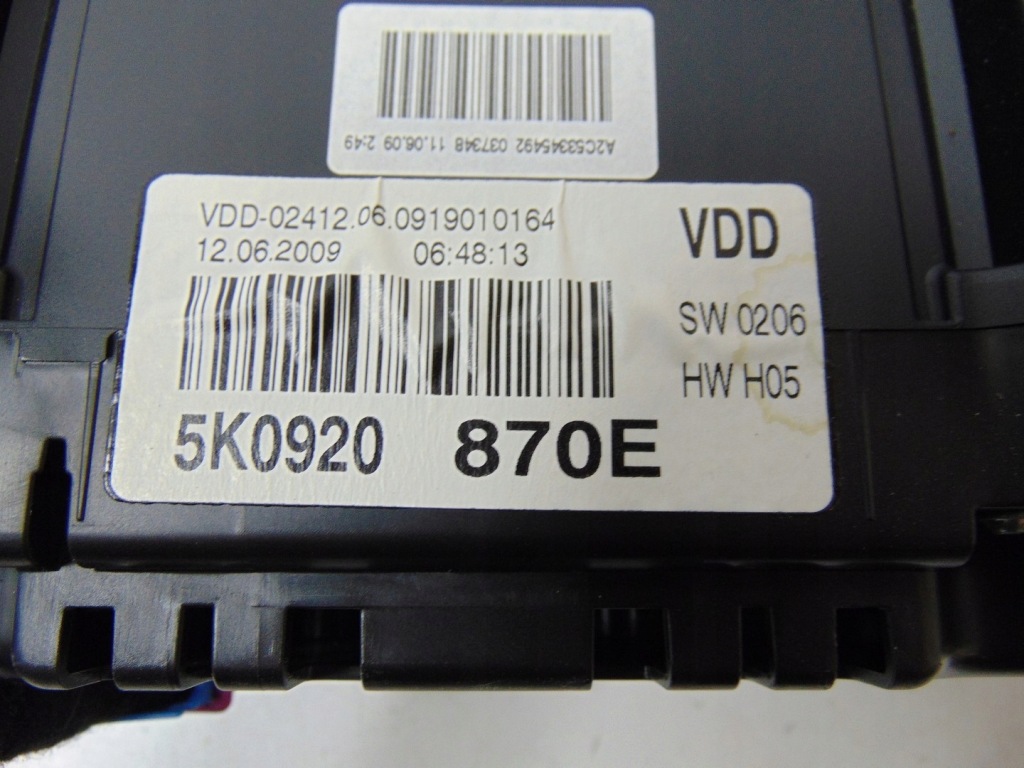 A2C53345492 037348 11.06.09 2:49
VDD-02412.06.0919010164
12.06.2009 06:48:13
VDD
SW 0206
HW H05
5K0920 870E